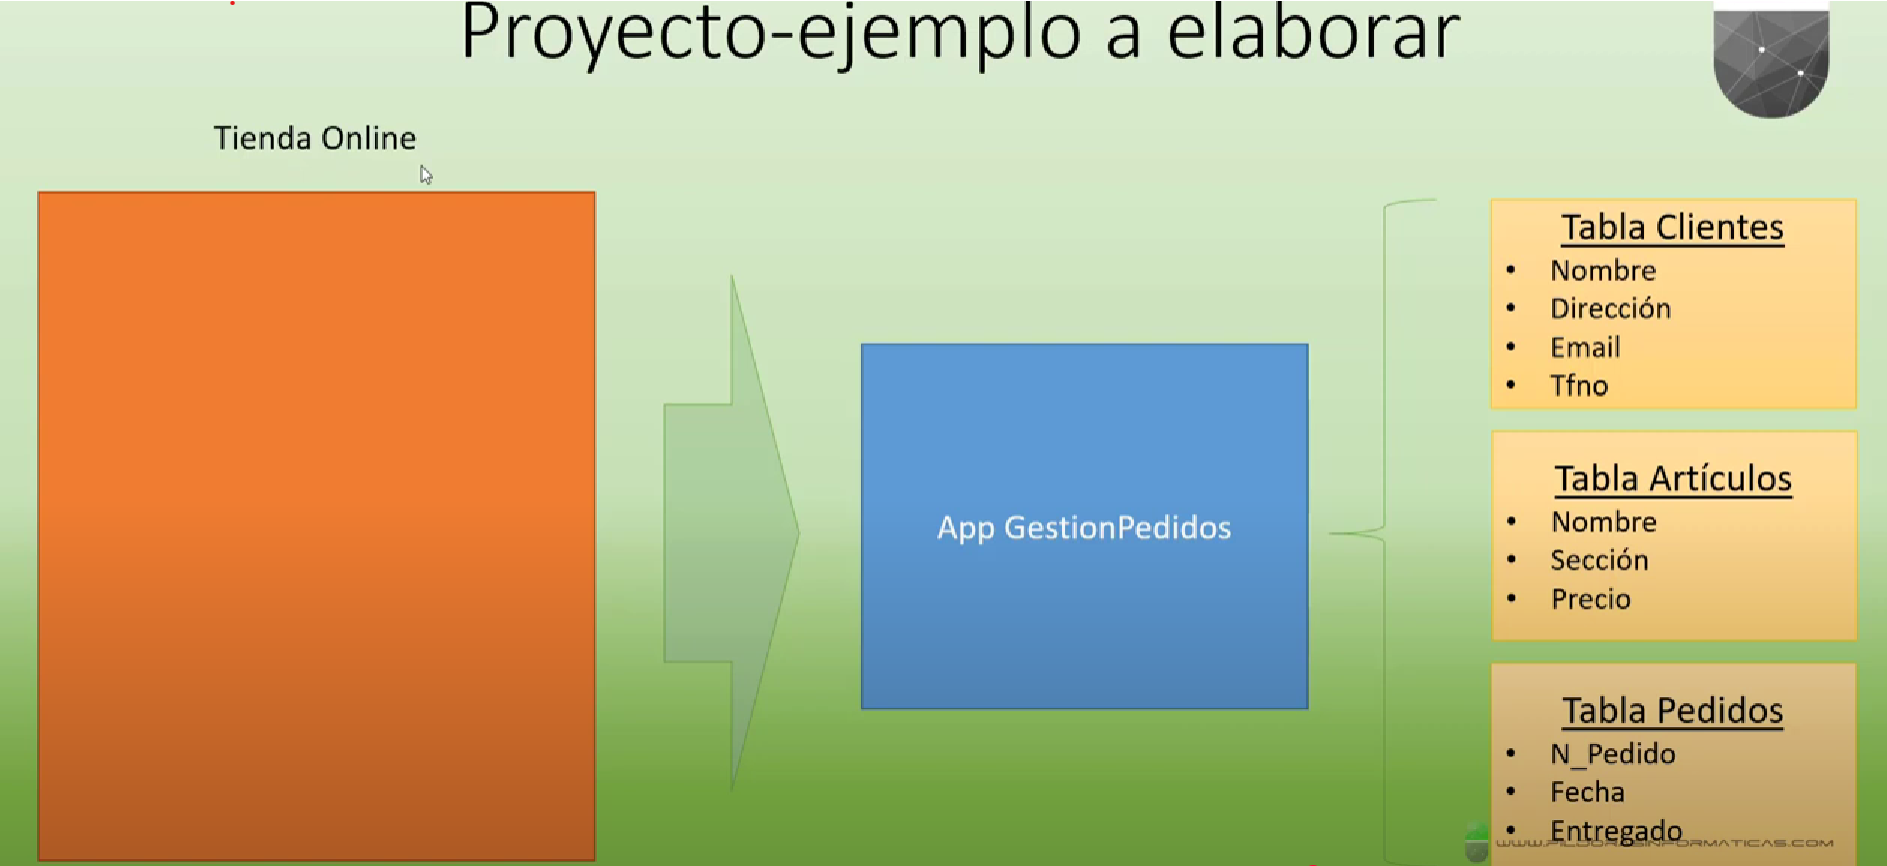 Proyecto-ejemplo a elaborar
Tienda Online
App GestionPedidos
Tabla Clientes
• Nombre
• Dirección
• Email
• Tfno
Tabla Artículos
• Nombre
• Sección
• Precio
Tabla Pedidos
• N_Pedido
• Fecha
• Entregado
WWW.PILDORASINFORMATICAS.COM